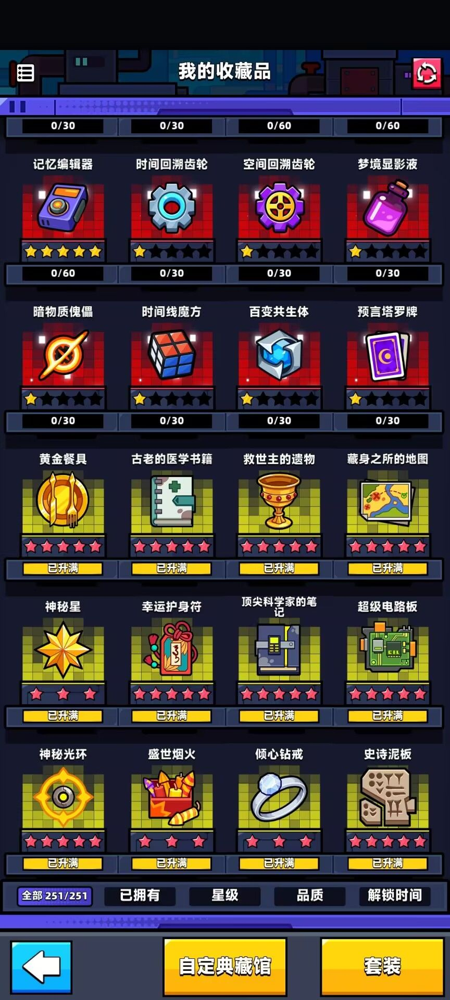 我的收藏品
0/30 0/30 0/60 0/60
记忆编辑器 时间回溯齿轮 空间回溯齿轮 梦境显影液
0/60 0/30 0/30 0/30
暗物质傀儡 时间线魔方 百变共生体 预言塔罗牌
0/30 0/30 0/30 0/30
黄金餐具 古老的医学书籍 救世主的遗物 藏身之所的地图
已升满 已升满 已升满 已升满
神秘星 幸运护身符 顶尖科学家的笔记 超级电路板
CIL
已升满 已升满 已升满 已升满
神秘光环 盛世烟火 倾心钻戒 史诗泥板
已升满 已升满 已升满 已升满
全部 251/251 已拥有 星级 品质 解锁时间
自定典藏馆 套装